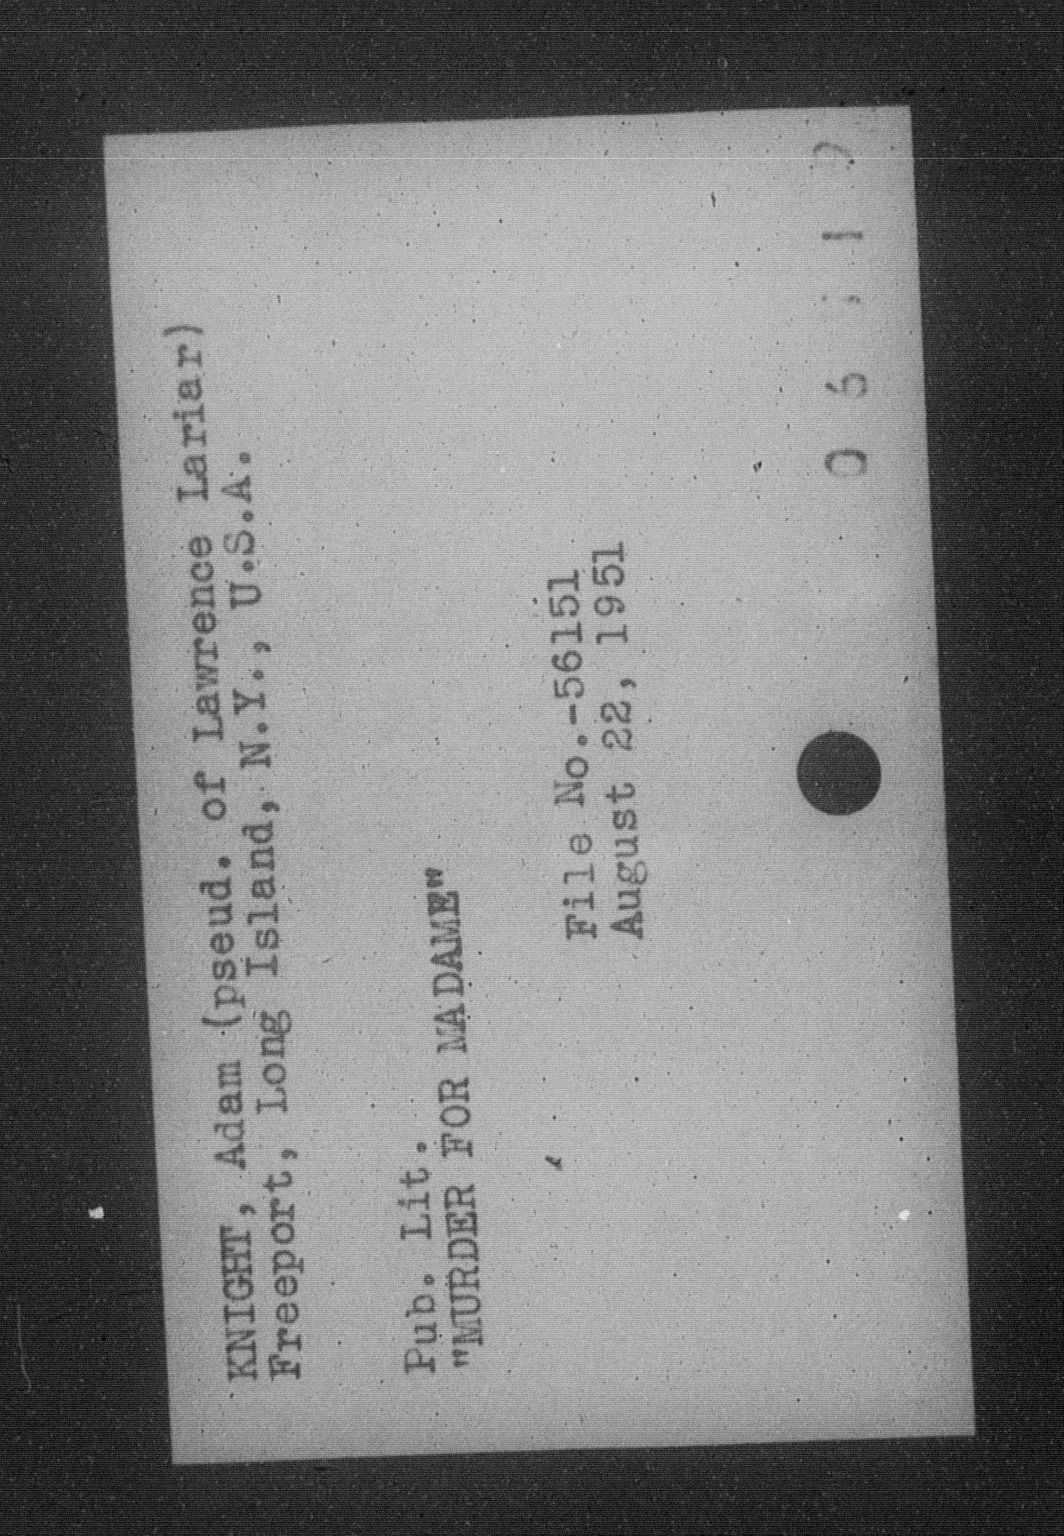 KNIGHT, Adam (pseud. of Lawrence Lariar)
Freeport, Long Island, N.Y., U.S.A.
Pub. Lit.
"MURDER FOR MADAME"
File No.-56151
August 22, 1951